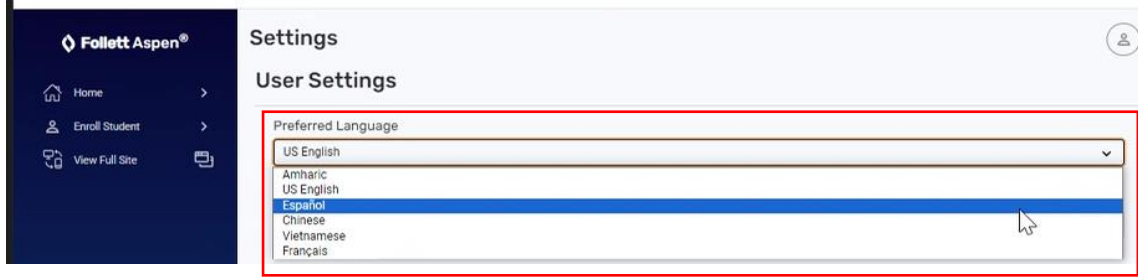 Follett Aspen®
Home
Enroll Student
View Full Site
Settings
User Settings
Preferred Language
US English
Amharic
US English
Español
Chinese
Vietnamese
Français